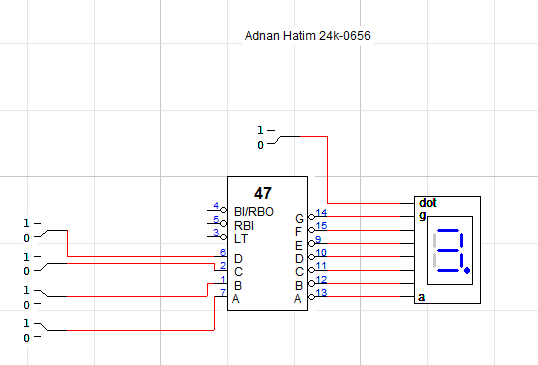 Adnan Hatim 24k-0656
1
0
47
4 BI/RBO
5 RBI
3 LT
6 D
2 C
1 B
7 A
G 14
F 15
E 9
D 10
C 11
B 12
A 13
dot
g
a
3.
1
0
1
0
1
0
1
0